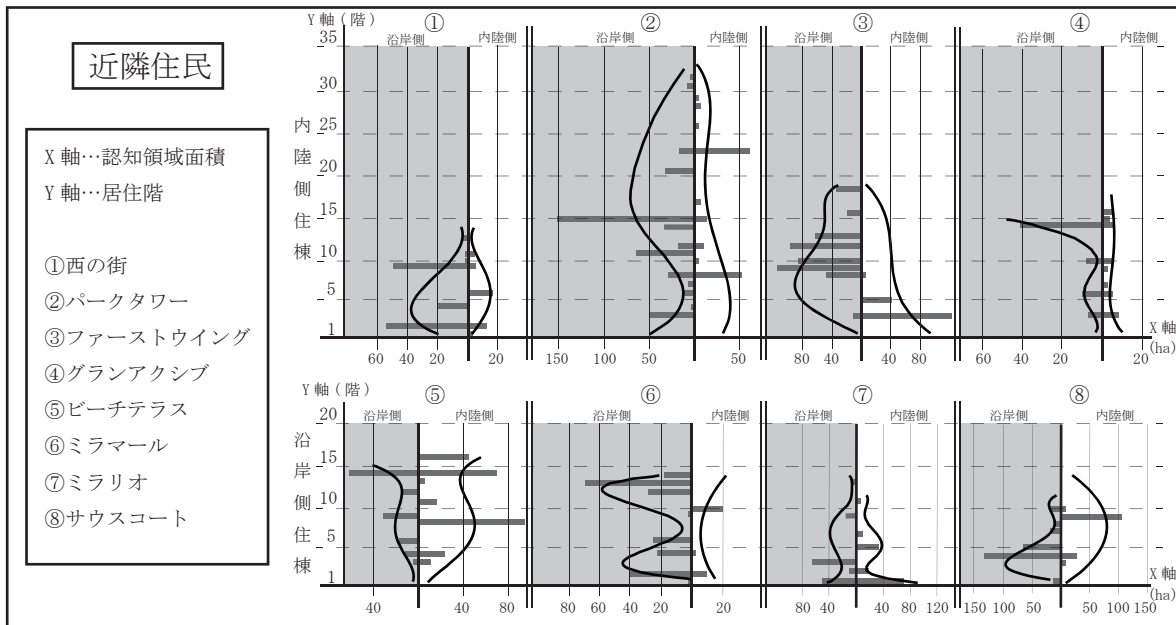 近隣住民
X 軸…認知領域面積
Y 軸…居住階
①西の街
②パークタワー
③ファーストウイング
④グランアクシブ
⑤ビーチテラス
⑥ミラマール
⑦ミラリオ
⑧サウスコート
Y 軸 ( 階 )
① ② ③ ④
沿岸側 内陸側 沿岸側 内陸側 沿岸側 内陸側 沿岸側 内陸側
35
30
25
20
15
10
5
1
内陸側住棟
X 軸
(ha)
60 40 20 20 150 100 50 50 80 40 40 80 60 40 20 20
Y 軸 ( 階 )
⑤ ⑥ ⑦ ⑧
沿岸側 内陸側 沿岸側 内陸側 沿岸側 内陸側 沿岸側 内陸側
20
15
10
5
1
沿岸側住棟
X 軸
(ha)
40 40 80 80 60 40 20 20 80 40 40 80 120 150 100 50 50 100 150